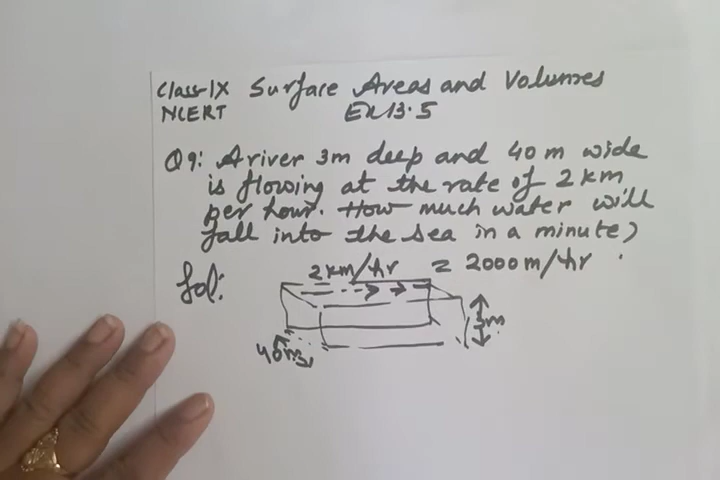 Class-IX Surface Areas and Volumes
NCERT Ex13.5
Q9: A river 3m deep and 40m wide
is flowing at the rate of 2 km
per hour. How much water will
fall into the sea in a minute?
Sol: 2km/hr = 2000m/hr.
3m
40m